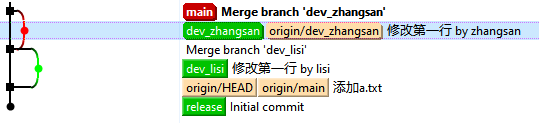 main Merge branch 'dev_zhangsan'
dev_zhangsan origin/dev_zhangsan 修改第一行 by zhangsan
Merge branch 'dev_lisi'
dev_lisi 修改第一行 by lisi
origin/HEAD origin/main 添加a.txt
release Initial commit